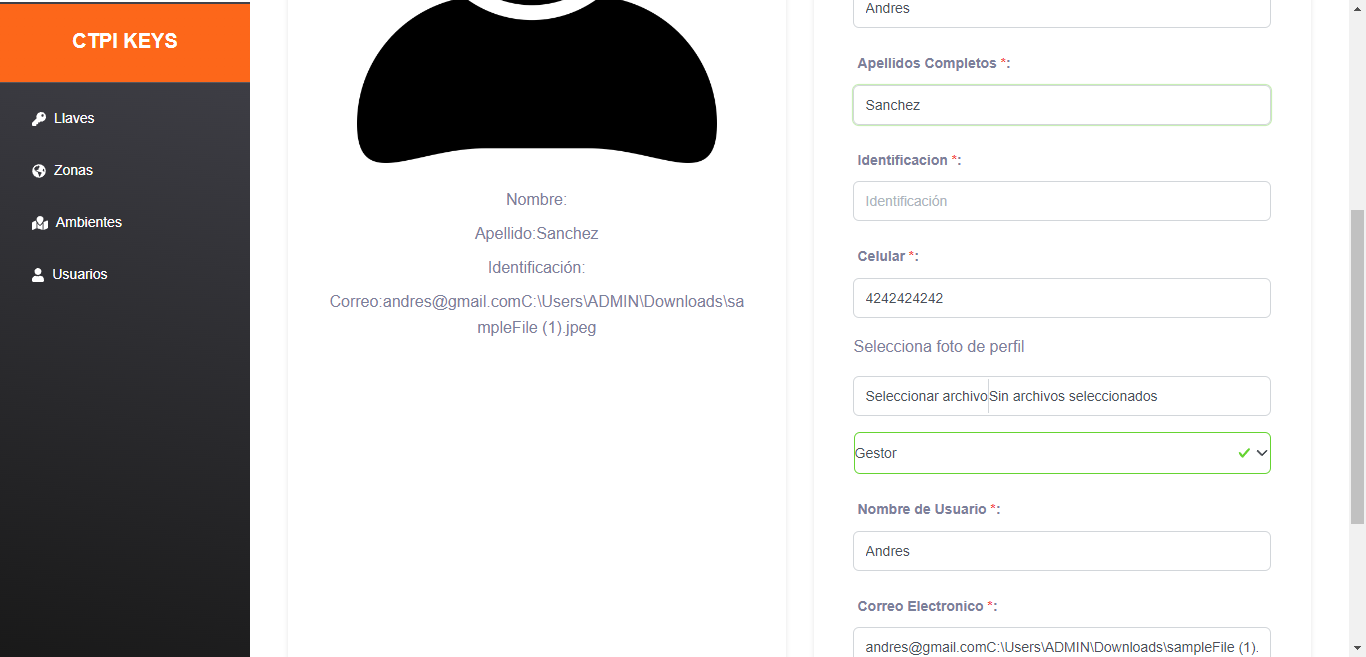 CTPI KEYS
Llaves
Zonas
Ambientes
Usuarios
Nombre:
Apellido:Sanchez
Identificación:
Correo:andres@gmail.comC:\Users\ADMIN\Downloads\sa
mpleFile (1).jpeg
Andres
Apellidos Completos *:
Sanchez
Identificacion *:
Identificación
Celular *:
4242424242
Selecciona foto de perfil
Seleccionar archivo Sin archivos seleccionados
Gestor
Nombre de Usuario *:
Andres
Correo Electronico *:
andres@gmail.comC:\Users\ADMIN\Downloads\sampleFile (1).